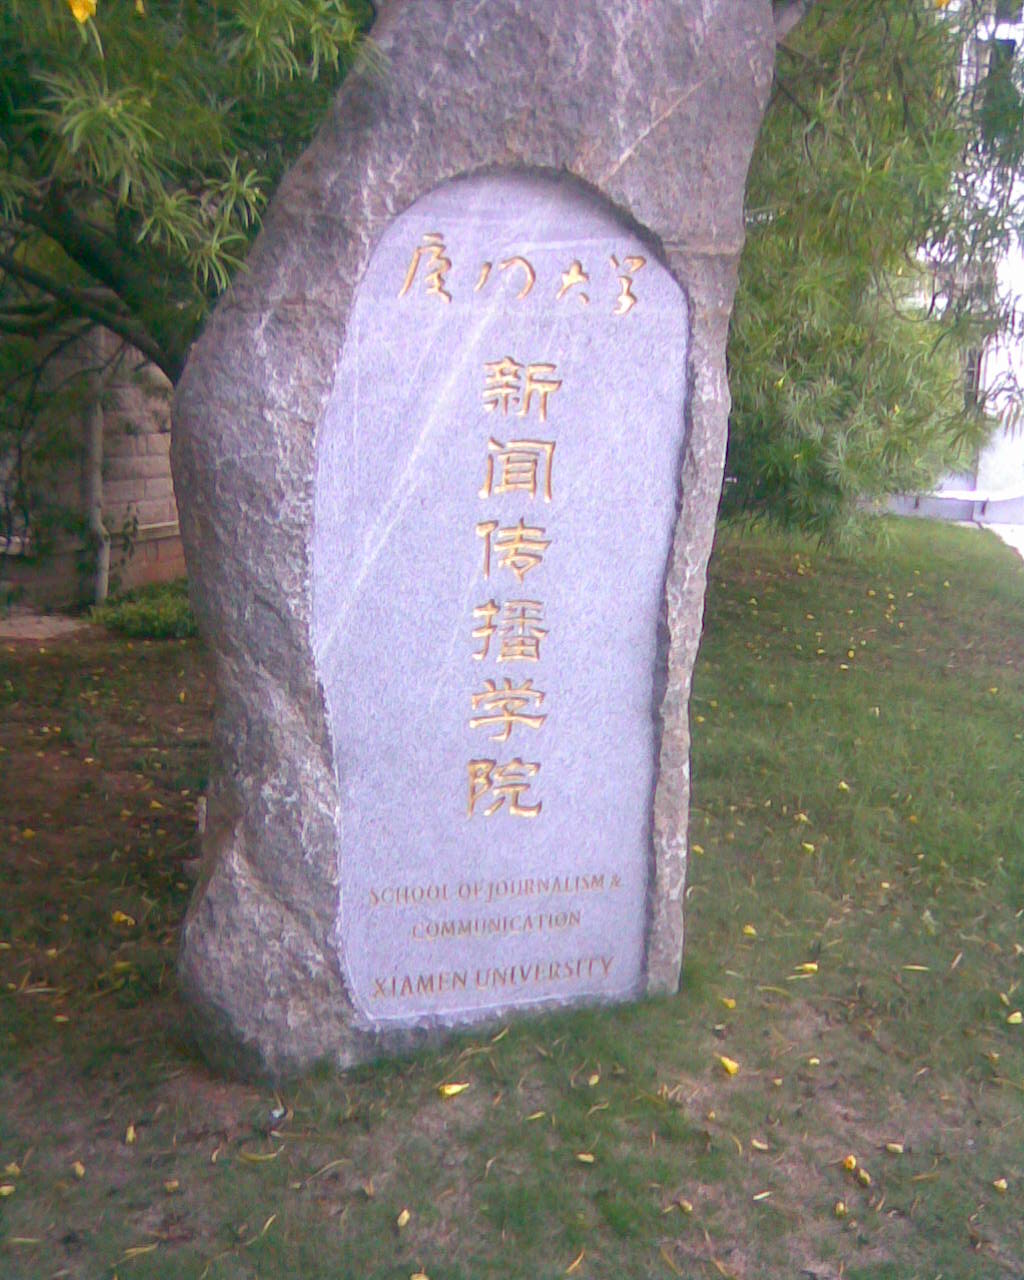 厦门大学
新闻传播学院
SCHOOL OF JOURNALISM &
COMMUNICATION
XIAMEN UNIVERSITY